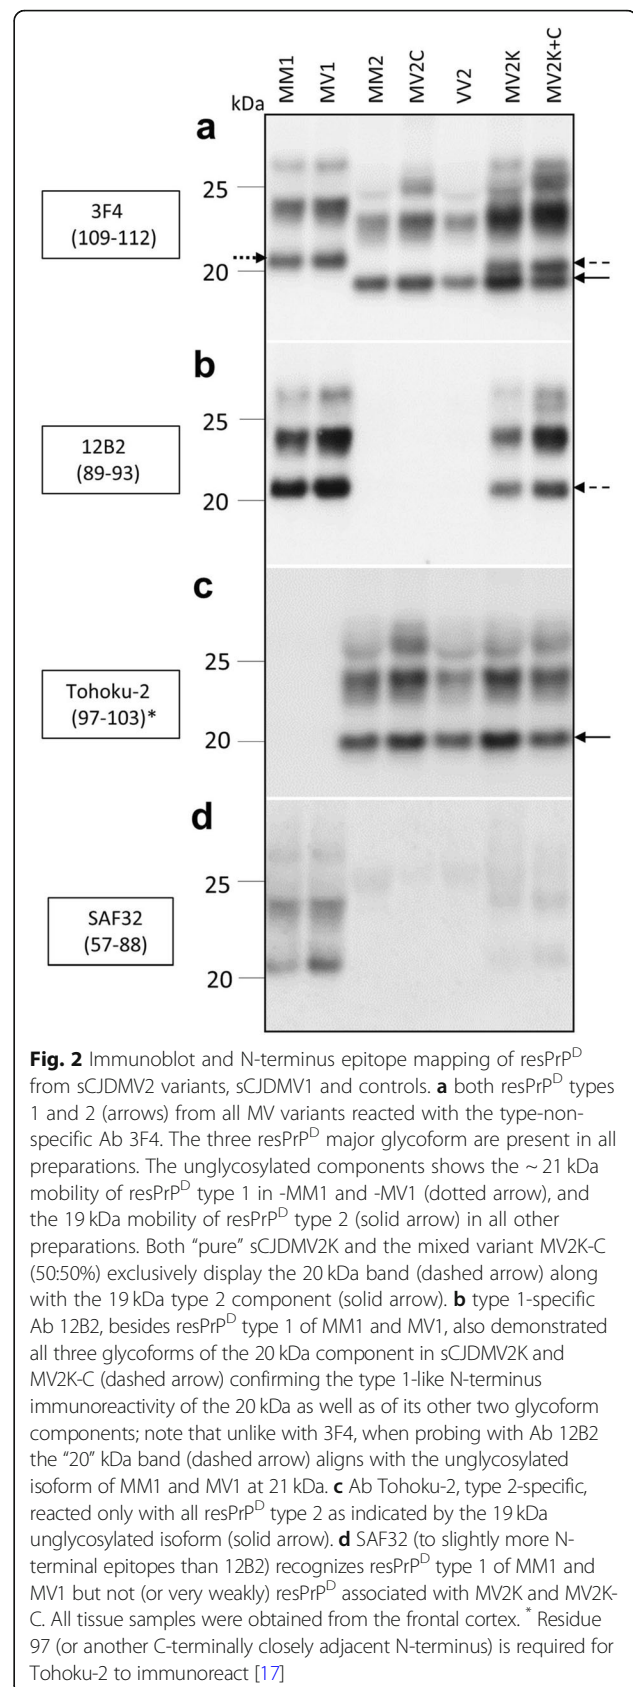 MM1 MV1 MM2 MV2C VV2 MV2K MV2K+C
kDa
a
3F4
(109-112)
25
20
b
12B2
(89-93)
25
20
c
Tohoku-2
(97-103)*
25
20
d
SAF32
(57-88)
25
20
Fig. 2 Immunoblot and N-terminus epitope mapping of resPrPD
from sCJDMV2 variants, sCJDMV1 and controls. a both resPrPD types
1 and 2 (arrows) from all MV variants reacted with the type-non-
specific Ab 3F4. The three resPrPD major glycoform are present in all
preparations. The unglycosylated components shows the ~ 21 kDa
mobility of resPrPD type 1 in -MM1 and -MV1 (dotted arrow), and
the 19 kDa mobility of resPrPD type 2 (solid arrow) in all other
preparations. Both “pure” sCJDMV2K and the mixed variant MV2K-C
(50:50%) exclusively display the 20 kDa band (dashed arrow) along
with the 19 kDa type 2 component (solid arrow). b type 1-specific
Ab 12B2, besides resPrPD type 1 of MM1 and MV1, also demonstrated
all three glycoforms of the 20 kDa component in sCJDMV2K and
MV2K-C (dashed arrow) confirming the type 1-like N-terminus
immunoreactivity of the 20 kDa as well as of its other two glycoform
components; note that unlike with 3F4, when probing with Ab 12B2
the “20” kDa band (dashed arrow) aligns with the unglycosylated
isoform of MM1 and MV1 at 21 kDa. c Ab Tohoku-2, type 2-specific,
reacted only with all resPrPD type 2 as indicated by the 19 kDa
unglycosylated isoform (solid arrow). d SAF32 (to slightly more N-
terminal epitopes than 12B2) recognizes resPrPD type 1 of MM1 and
MV1 but not (or very weakly) resPrPD associated with MV2K and MV2K-
C. All tissue samples were obtained from the frontal cortex. * Residue
97 (or another C-terminally closely adjacent N-terminus) is required for
Tohoku-2 to immunoreact [17]